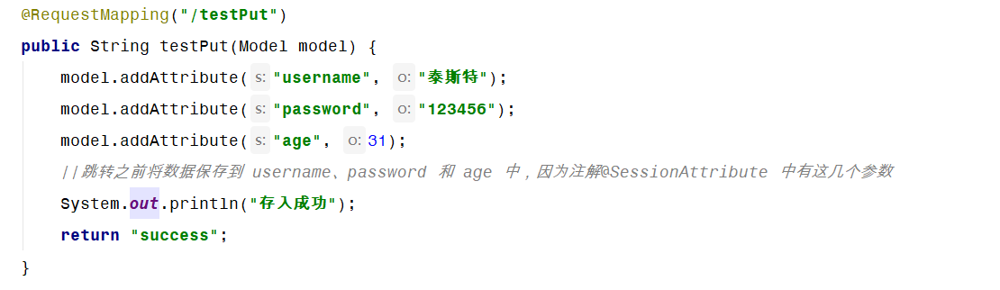 @RequestMapping("/testPut")
public String testPut(Model model) {
model.addAttribute( s: "username", o: "泰斯特");
model.addAttribute( s: "password", o: "123456");
model.addAttribute( s: "age", o: 31);
//跳转之前将数据保存到 username、password 和 age 中，因为注解@SessionAttribute 中有这几个参数
System.out.println("存入成功");
return "success";
}